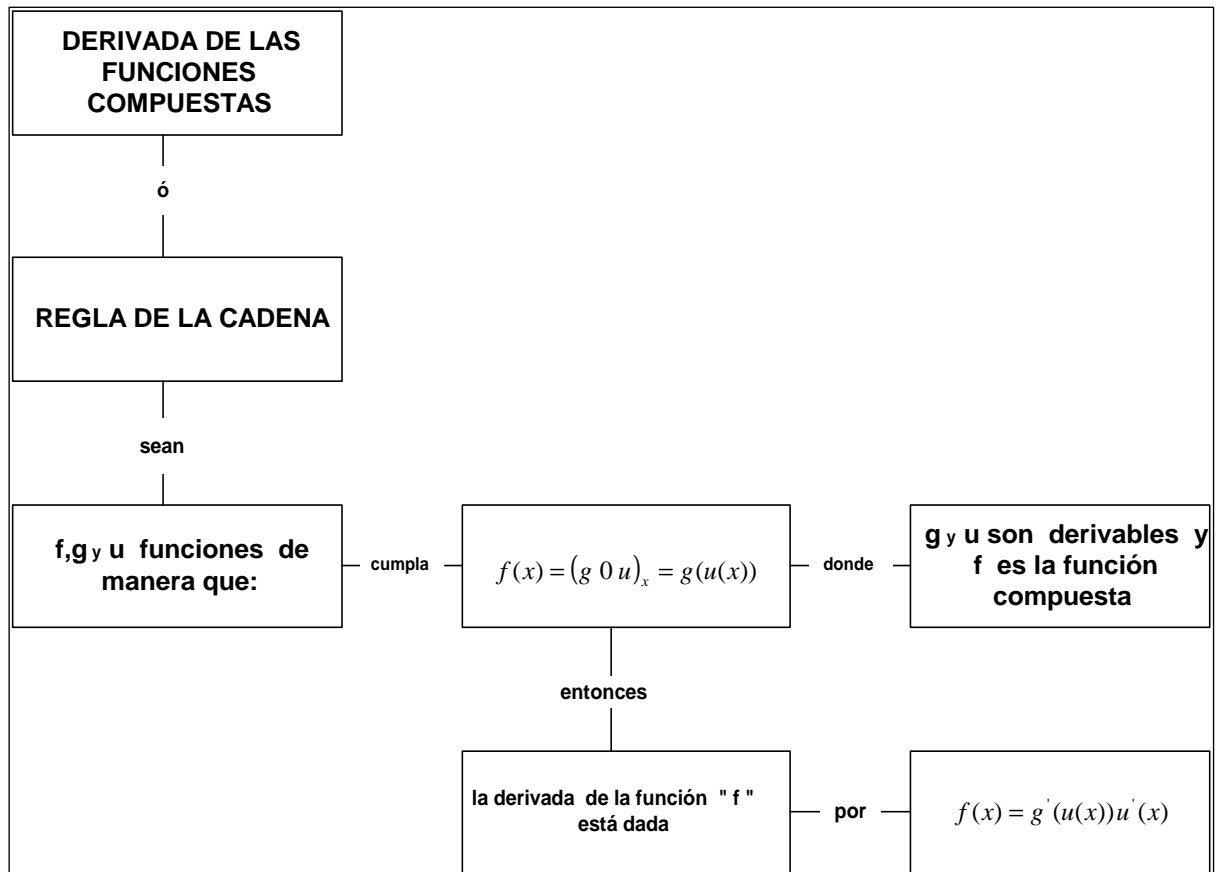 DERIVADA DE LAS
FUNCIONES
COMPUESTAS
ó
REGLA DE LA CADENA
sean
f,g y u funciones de
manera que:
cumpla
f(x) = (g 0 u)ₓ = g(u(x))
donde
g y u son derivables y
f es la función
compuesta
entonces
la derivada de la función " f "
está dada
por
f(x) = g'(u(x))u'(x)